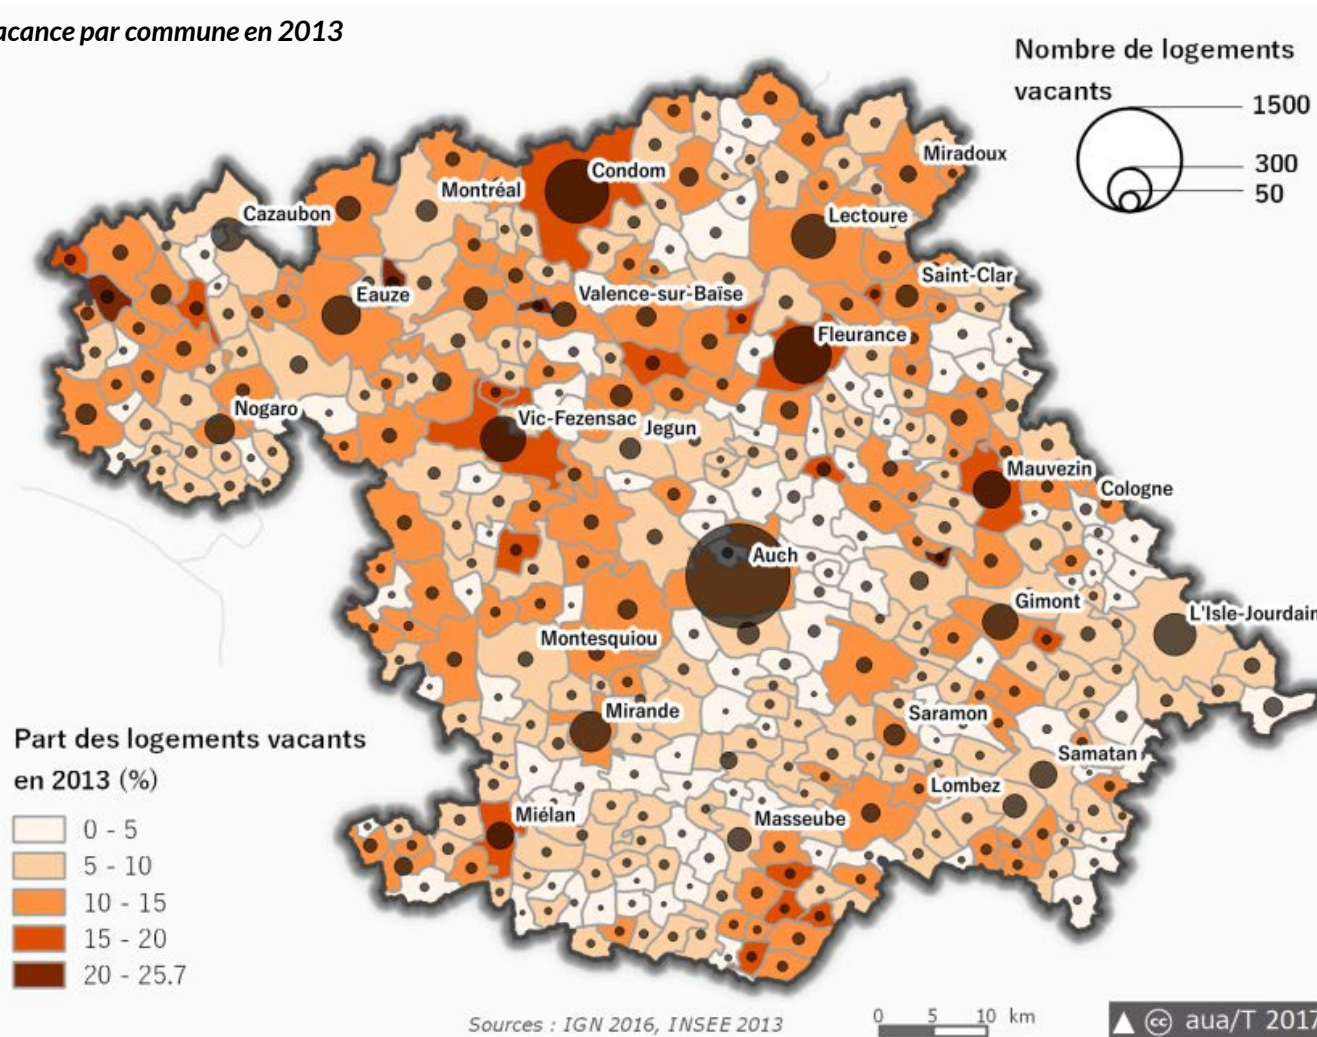 par commune en 2013
Nombre de logements
vacants
1500
300
50
Miradoux
Condom
Montréal
Cazaubon
Lectoure
Saint-Clar
Eauze
Valence-sur-Baïse
Fleurance
Nogaro
Vic-Fezensac
Jegun
Mauvezin
Cologne
Auch
Gimont
L'Isle-Jourdain
Montesquiou
Mirande
Saramon
Samatan
Lombez
Miélan
Masseube
Part des logements vacants
en 2013 (%)
0 - 5
5 - 10
10 - 15
15 - 20
20 - 25.7
Sources : IGN 2016, INSEE 2013
0 5 10 km
cc aua/T 2017